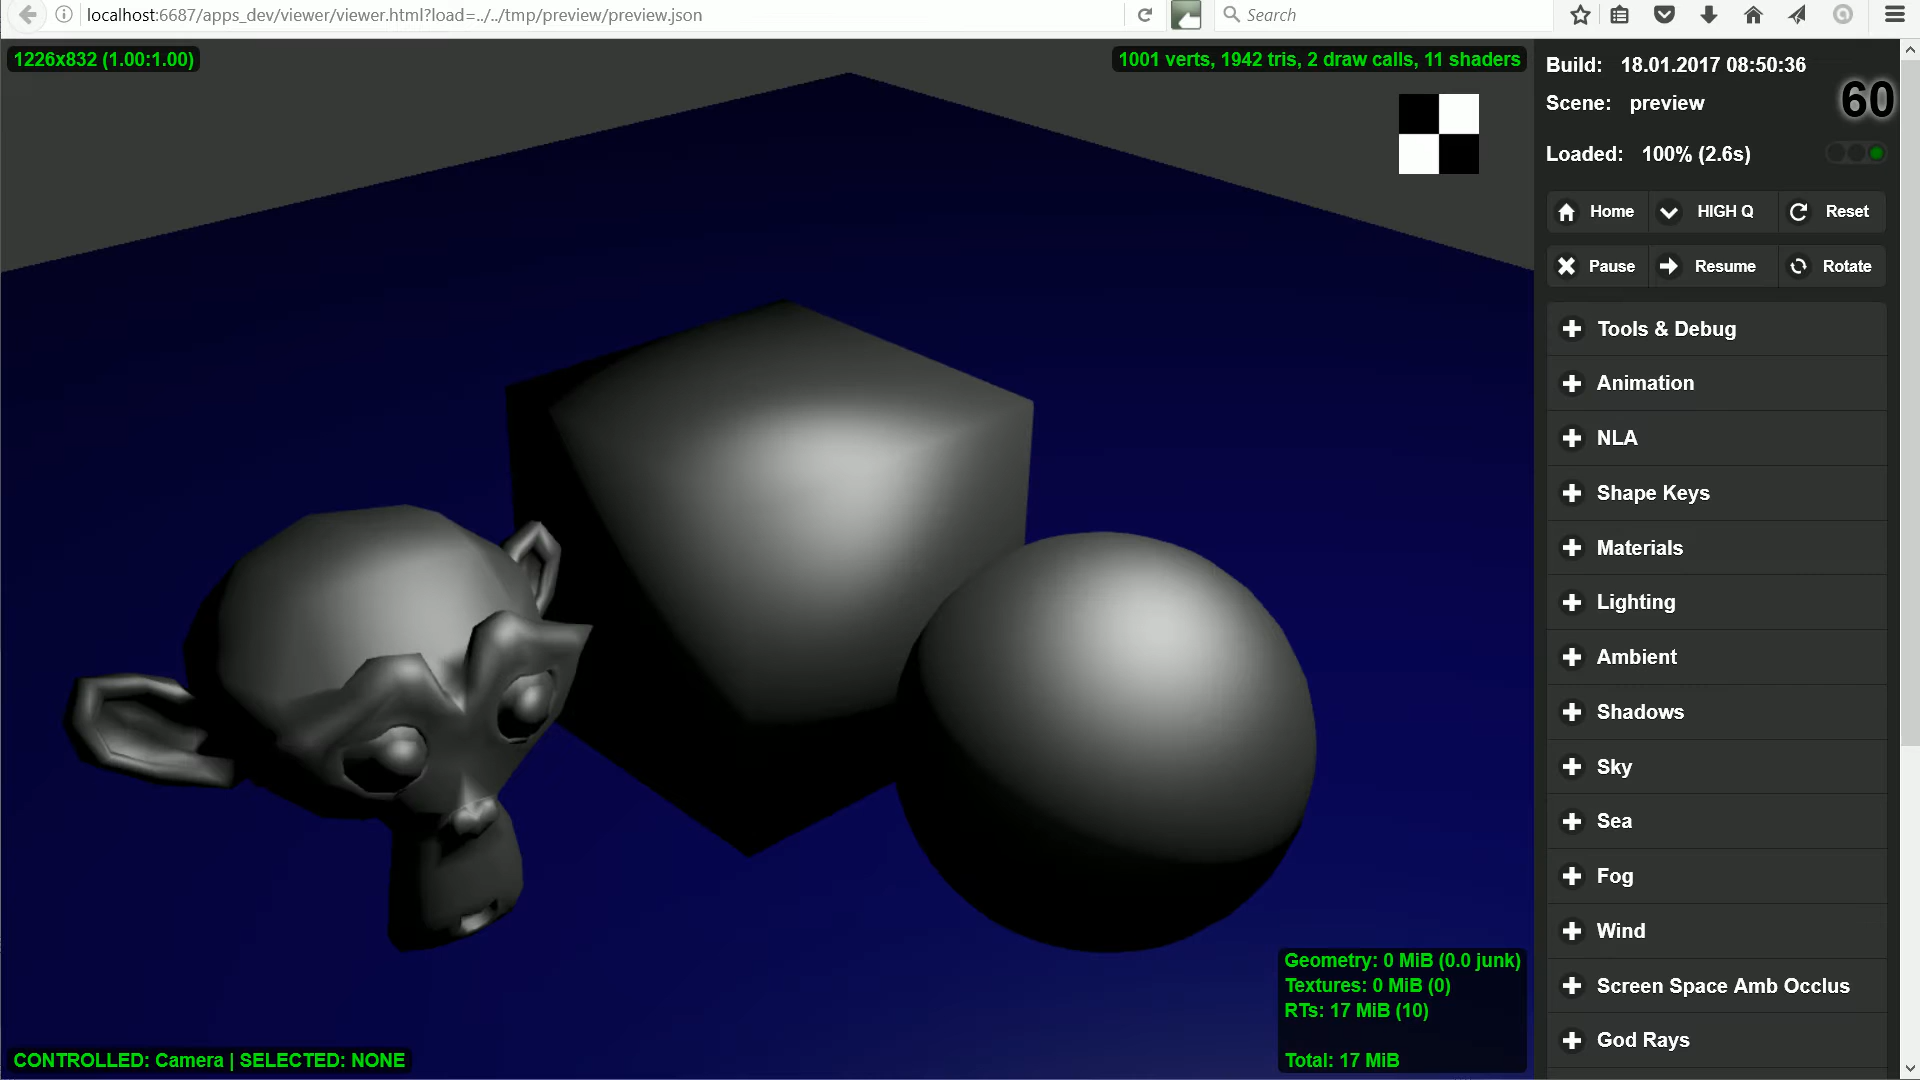 localhost:6687/apps_dev/viewer/viewer.html?load=../../tmp/preview/preview.json
Search
1226x832 (1.00:1.00)
1001 verts, 1942 tris, 2 draw calls, 11 shaders
Build: 18.01.2017 08:50:36
Scene: preview
60
Loaded: 100% (2.6s)
Home
HIGH Q
Reset
Pause
Resume
Rotate
Tools & Debug
Animation
NLA
Shape Keys
Materials
Lighting
Ambient
Shadows
Sky
Sea
Fog
Wind
Screen Space Amb Occlus
God Rays
Geometry: 0 MiB (0.0 junk)
Textures: 0 MiB (0)
RTs: 17 MiB (10)
Total: 17 MiB
CONTROLLED: Camera | SELECTED: NONE